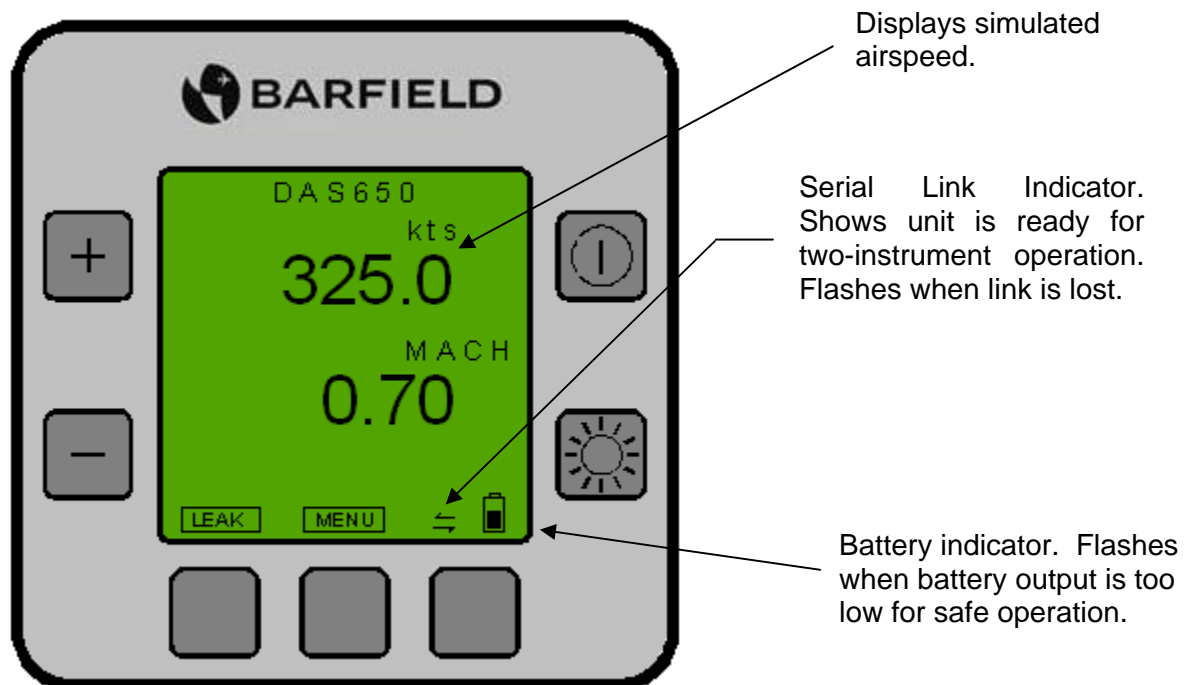 Displays simulated
airspeed.
BARFIELD
DAS650
kts
325.0
MACH
0.70
LEAK MENU
+
−
Serial Link Indicator.
Shows unit is ready for
two-instrument operation.
Flashes when link is lost.
Battery indicator. Flashes
when battery output is too
low for safe operation.